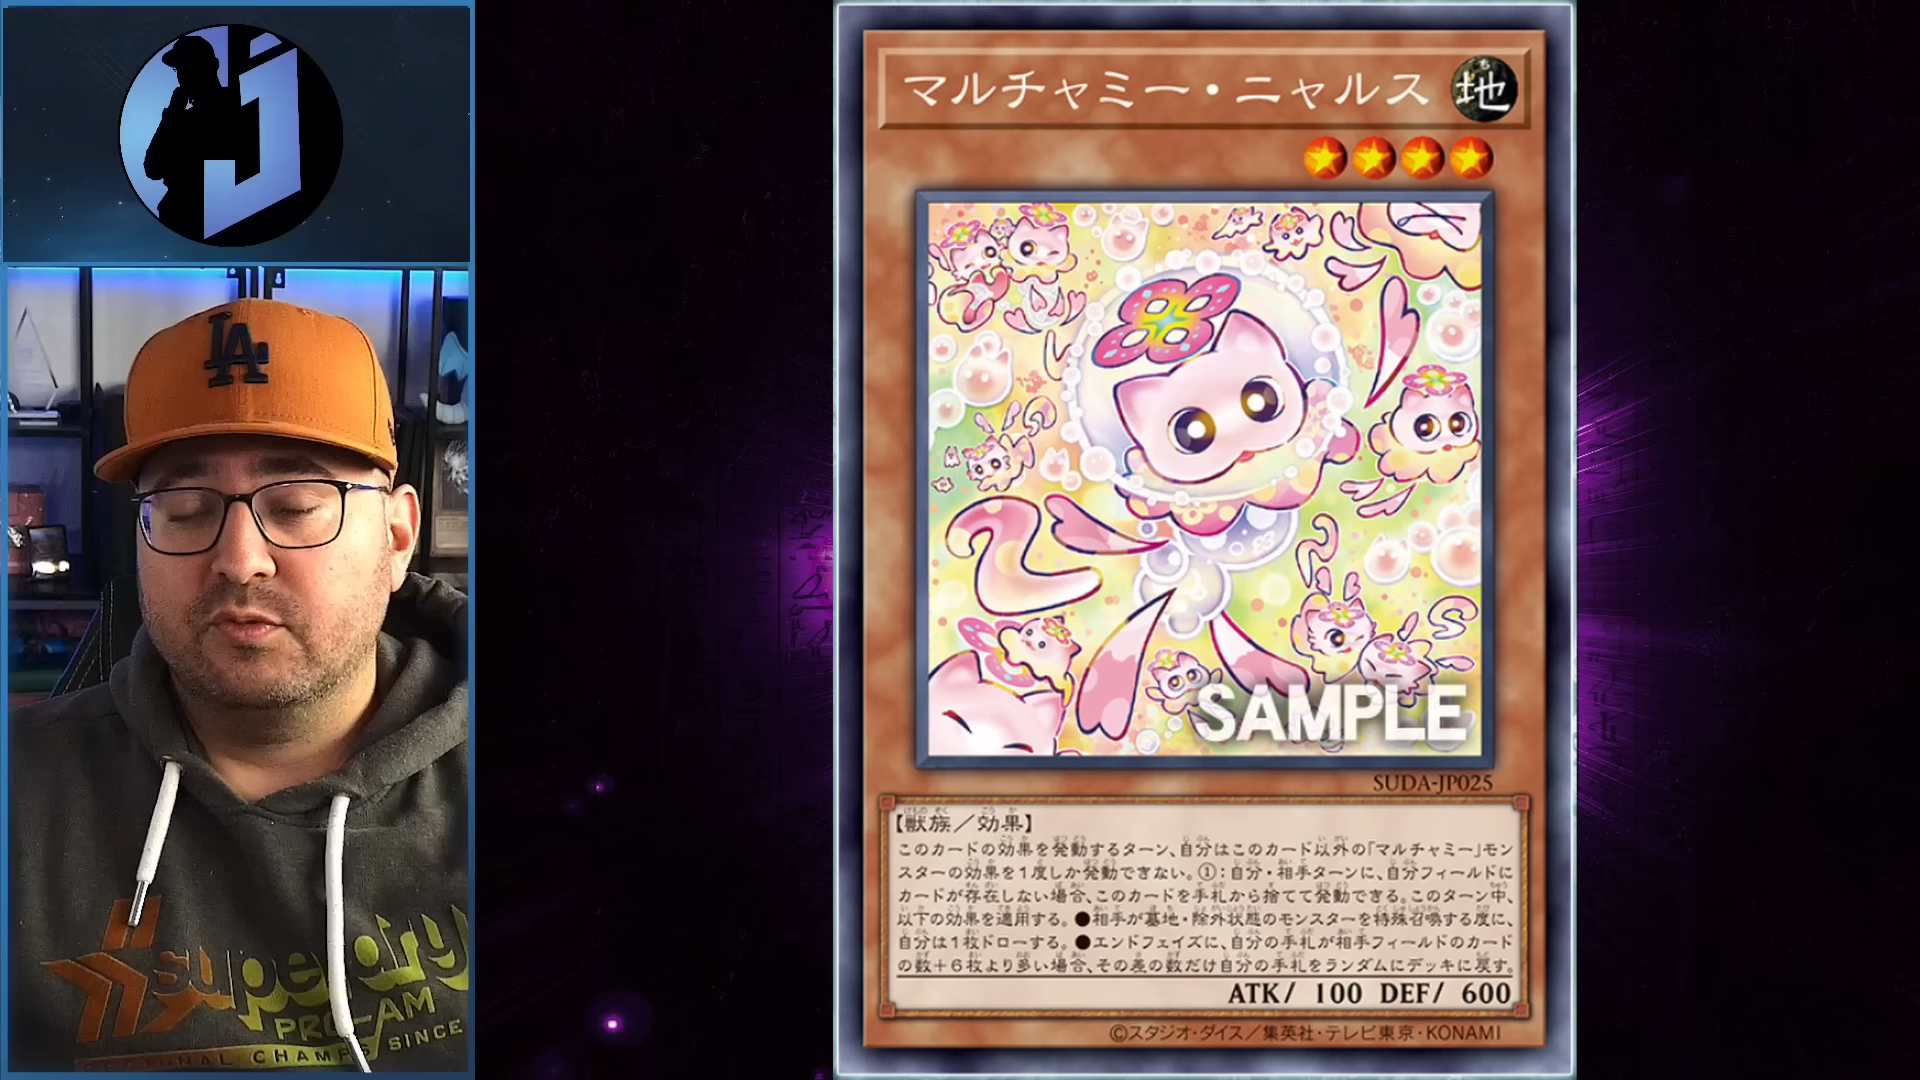 J
LA
superdry
PRO-AM
CHAMPS SINCE
マルチャミー・ニャルス
地
SAMPLE
SUDA-JP025
【獣族／効果】
このカードの効果を発動するターン、自分はこのカード以外の「マルチャミー」モン
スターの効果を1度しか発動できない。①：自分・相手ターンに、自分フィールドに
カードが存在しない場合、このカードを手札から捨てて発動できる。このターン中、
以下の効果を適用する。●相手が墓地・除外状態のモンスターを特殊召喚する度に、
自分は1枚ドローする。●エンドフェイズに、自分の手札が相手フィールドのカード
の数＋6枚より多い場合、その差の数だけ自分の手札をランダムにデッキに戻す。
ATK/ 100 DEF/ 600
©スタジオ・ダイス／集英社・テレビ東京・KONAMI